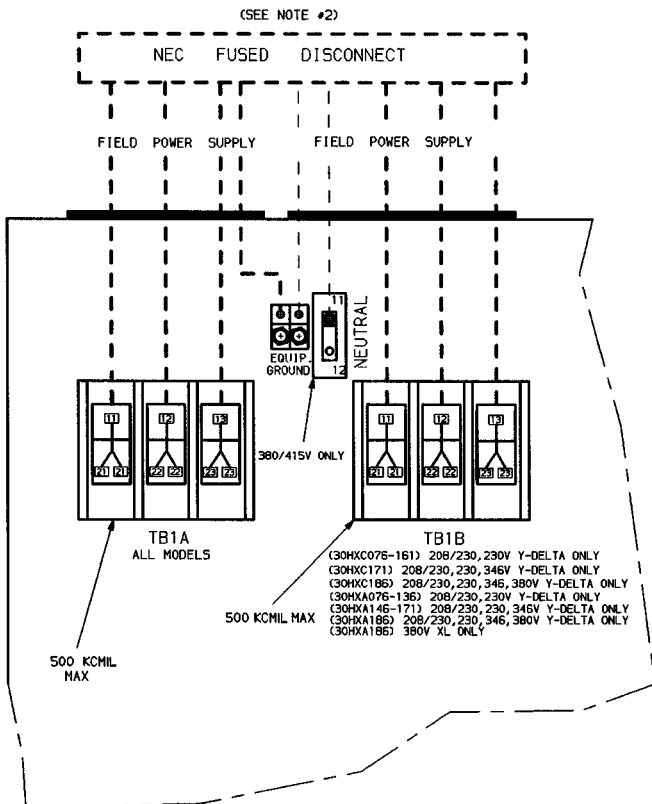 (SEE NOTE #2)
NEC FUSED DISCONNECT
FIELD POWER SUPPLY
FIELD POWER SUPPLY
11
NEUTRAL
12
EQUIP.
GROUND
380/415V ONLY
11 12 13
21 21 22 22 23 23
11 12 13
21 21 22 22 23 23
TB1A
ALL MODELS
TB1B
(30HXC076-161) 208/230,230V Y-DELTA ONLY
(30HXC171) 208/230,230,346V Y-DELTA ONLY
(30HXC186) 208/230,230,346,380V Y-DELTA ONLY
(30HXA076-136) 208/230,230V Y-DELTA ONLY
(30HXA146-171) 208/230,230,346V Y-DELTA ONLY
(30HXA186) 208/230,230,346,380V Y-DELTA ONLY
(30HXA186) 380V XL ONLY
500 KCMIL MAX
500 KCMIL
MAX